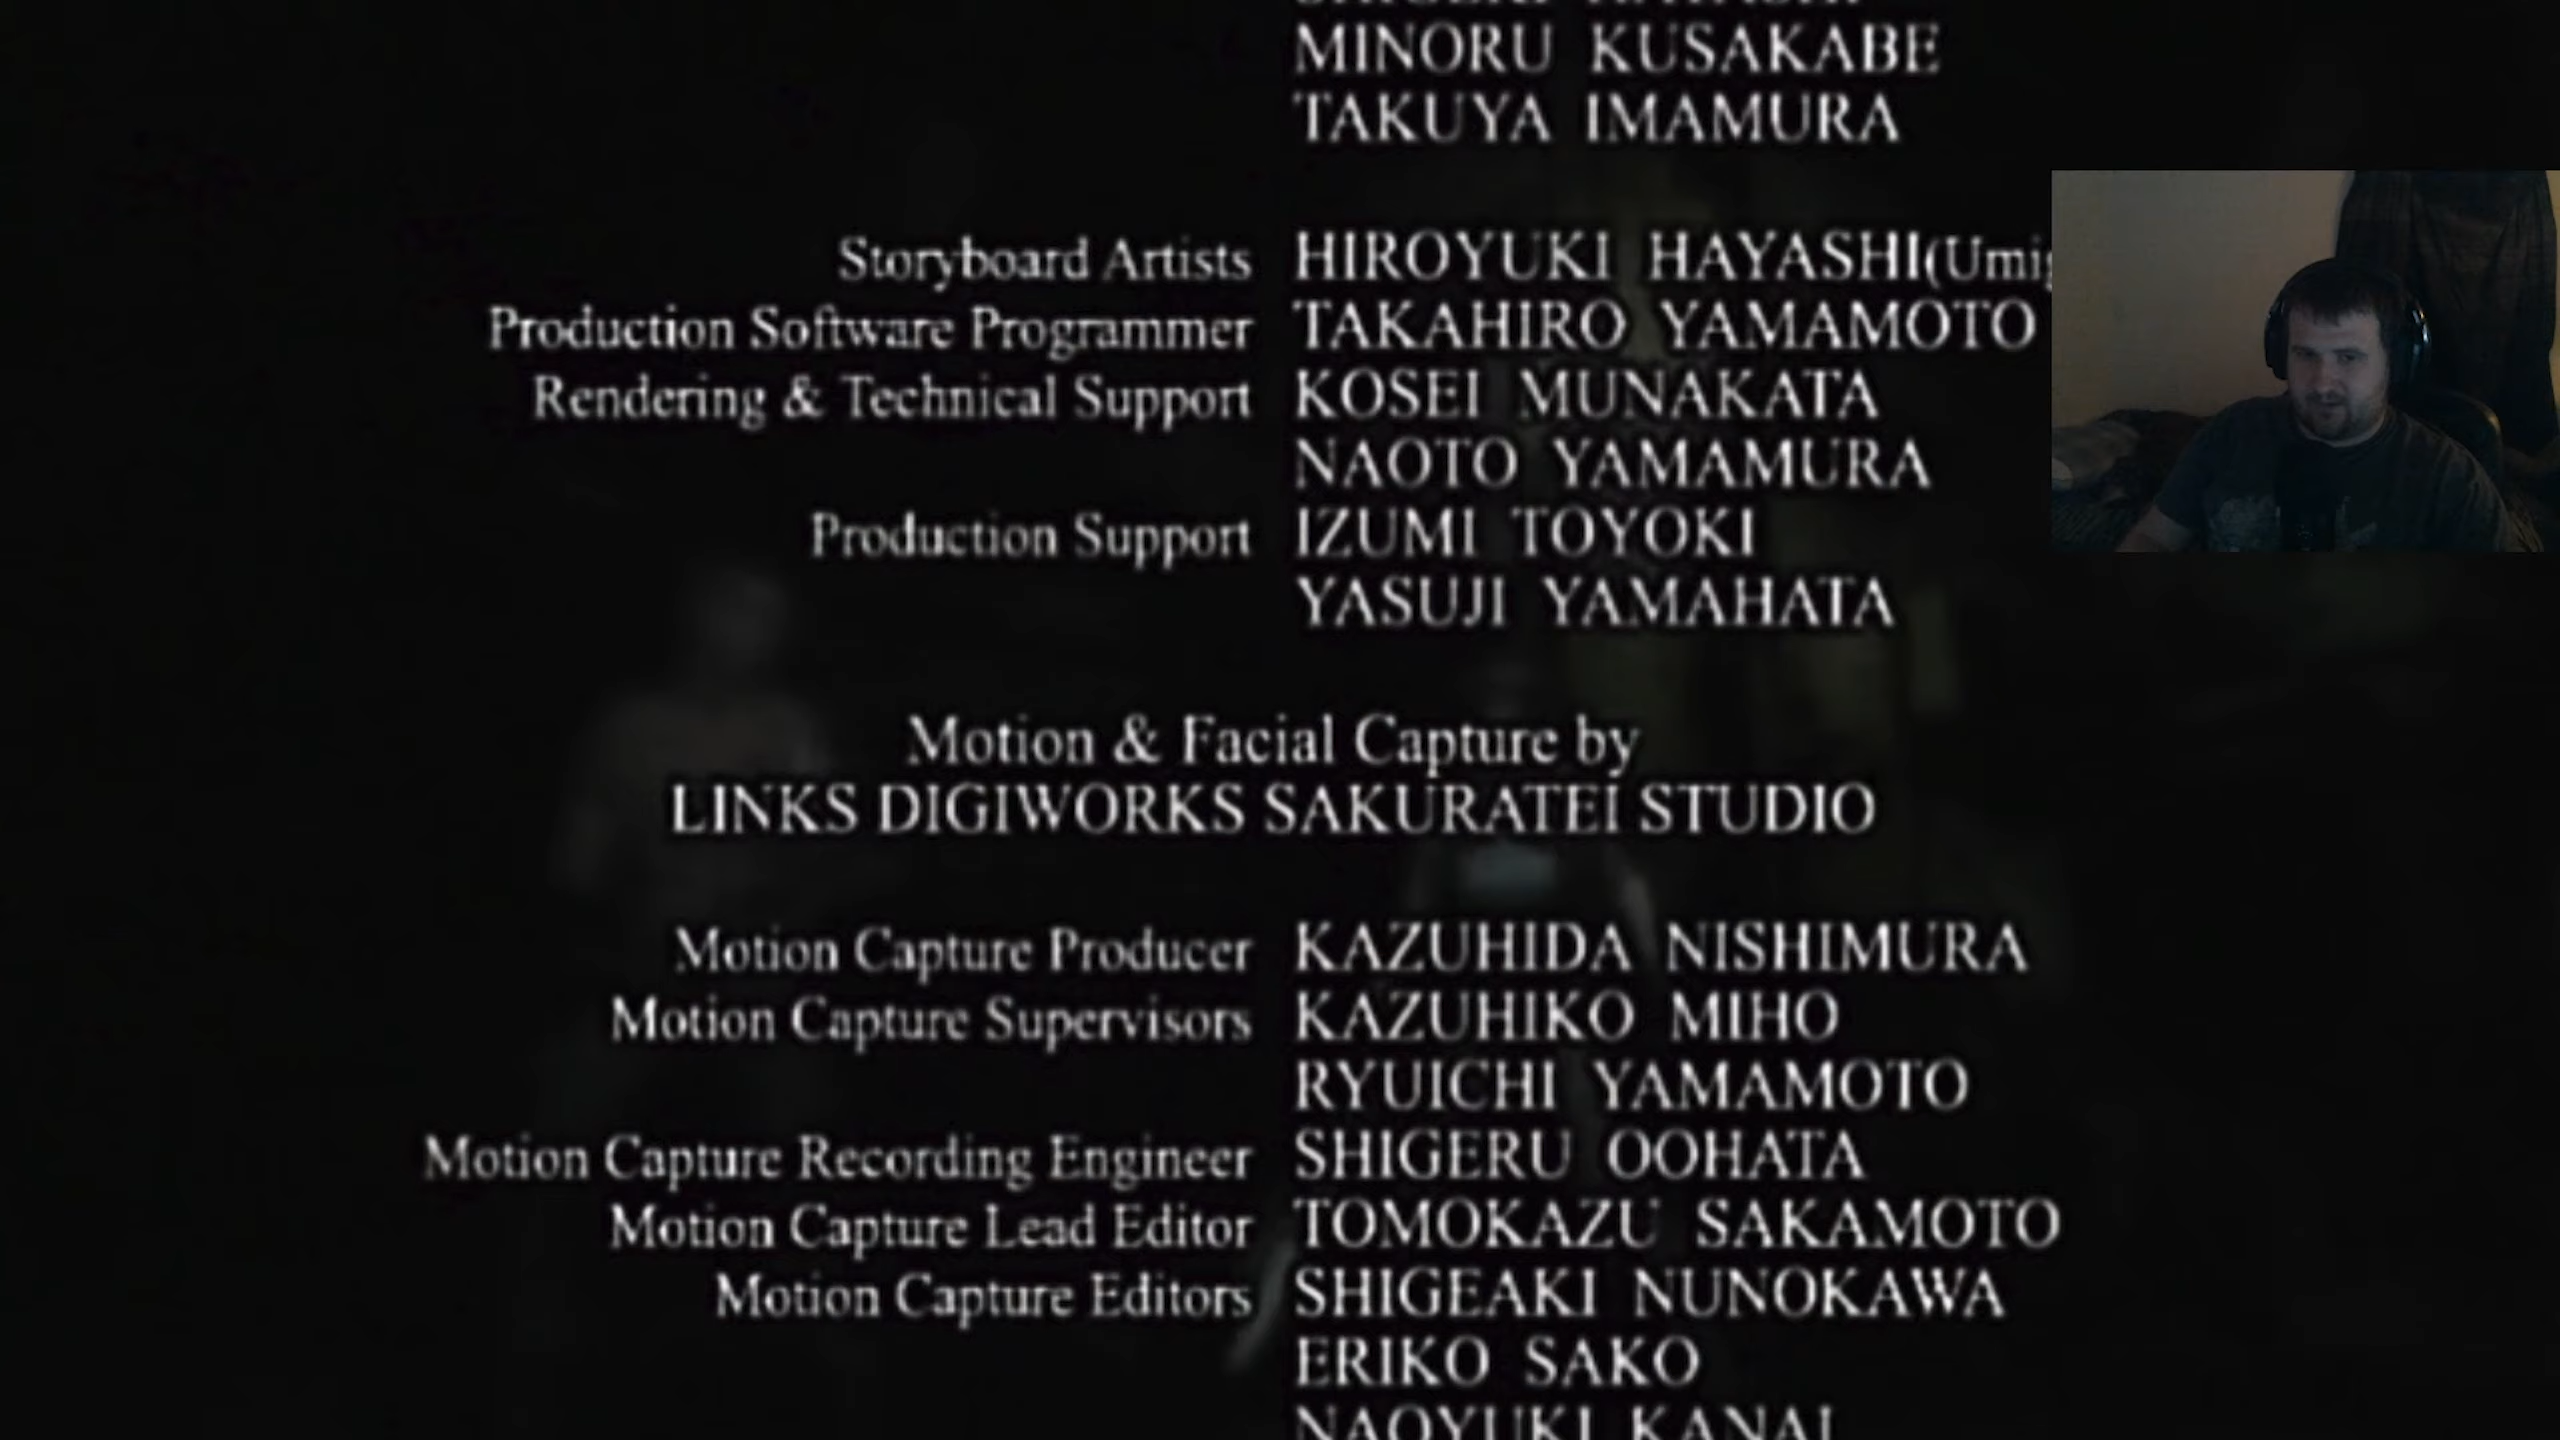 MINORU KUSAKABE
TAKUYA IMAMURA
Storyboard Artists HIROYUKI HAYASHI(Umi
Production Software Programmer TAKAHIRO YAMAMOTO
Rendering & Technical Support KOSEI MUNAKATA
NAOTO YAMAMURA
Production Support IZUMI TOYOKI
YASUJI YAMAHATA
Motion & Facial Capture by
LINKS DIGIWORKS SAKURATEI STUDIO
Motion Capture Producer KAZUHIDA NISHIMURA
Motion Capture Supervisors KAZUHIKO MIHO
RYUICHI YAMAMOTO
Motion Capture Recording Engineer SHIGERU OOHATA
Motion Capture Lead Editor TOMOKAZU SAKAMOTO
Motion Capture Editors SHIGEAKI NUNOKAWA
ERIKO SAKO
NAOYUKI KANAI